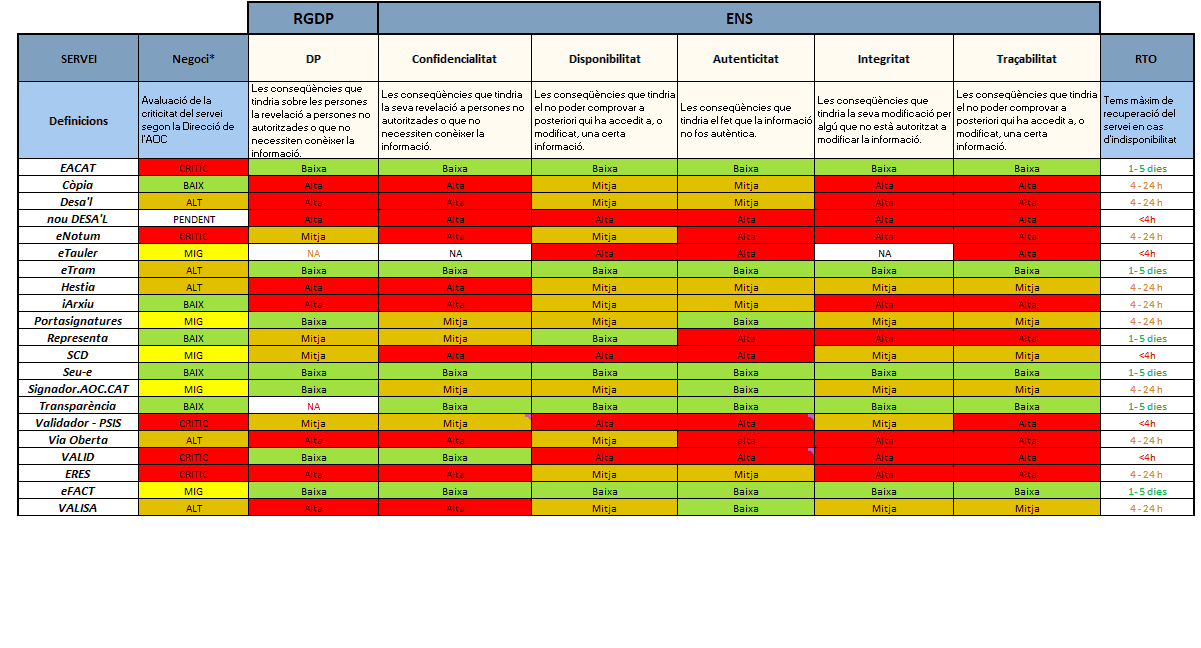 RGDP ENS
SERVEI Negoci* DP Confidencialitat Disponibilitat Autenticitat Integritat Traçabilitat RTO
Definicions
Avaluació de la
criticitat del servei
segon la Direcció de
l'AOC
Les conseqüències que
tindria sobre les persones
la revelació a persones no
autoritzades o que no
necessiten conèixer la
informació.
Les conseqüències que tindria
la seva revelació a persones no
autoritzades o que no
necessiten conèixer la
informació.
Les conseqüències que tindria
el no poder comprovar a
posteriori qui ha accedit a, o
modificat, una certa
informació.
Les conseqüències que
tindria el fet que la informació
no fos autèntica.
Les conseqüències que
tindria la seva modificació per
algú que no està autoritzat a
modificar la informació.
Les conseqüències que tindria
el no poder comprovar a
posteriori qui ha accedit a, o
modificat, una certa
informació.
Tems màxim de
recuperació del
servei en cas
d'indisponibilitat
EACAT CRITIC Baixa Baixa Baixa Baixa Baixa Baixa 1- 5 dies
Còpia BAIX Alta Alta Mitja Mitja Alta Alta 4 - 24 h
Desa'l ALT Alta Alta Mitja Mitja Alta Alta 4 - 24 h
nou DESA'L PENDENT Alta Alta Alta Alta Alta Alta <4h
eNotum CRITIC Mitja Alta Mitja Alta Alta Alta 4 - 24 h
eTauler MIG NA NA Alta Alta NA Alta <4h
eTram ALT Baixa Baixa Baixa Baixa Baixa Baixa 1- 5 dies
Hestia ALT Alta Alta Mitja Mitja Mitja Mitja 4 - 24 h
iArxiu BAIX Alta Alta Mitja Mitja Alta Alta 4 - 24 h
Portasignatures MIG Baixa Mitja Mitja Baixa Mitja Mitja 4 - 24 h
Representa BAIX Mitja Mitja Baixa Alta Alta Alta 1- 5 dies
SCD MIG Mitja Alta Alta Alta Mitja Mitja <4h
Seu-e BAIX Baixa Baixa Baixa Baixa Baixa Baixa 1- 5 dies
Signador.AOC.CAT MIG Baixa Mitja Mitja Baixa Mitja Mitja 4 - 24 h
Transparència BAIX NA Baixa Baixa Baixa Baixa Baixa 1- 5 dies
Validador - PSIS CRITIC Mitja Mitja Alta Alta Mitja Alta <4h
Via Oberta ALT Alta Alta Mitja alta Alta Alta 4 - 24 h
VALID CRITIC Baixa Baixa Alta Alta Alta Alta <4h
ERES CRITIC Alta Alta Mitja Mitja Alta Alta 4 - 24 h
eFACT MIG Baixa Baixa Baixa Baixa Baixa Baixa 1- 5 dies
VALISA ALT Alta Alta Mitja Baixa Mitja Mitja 4 - 24 h